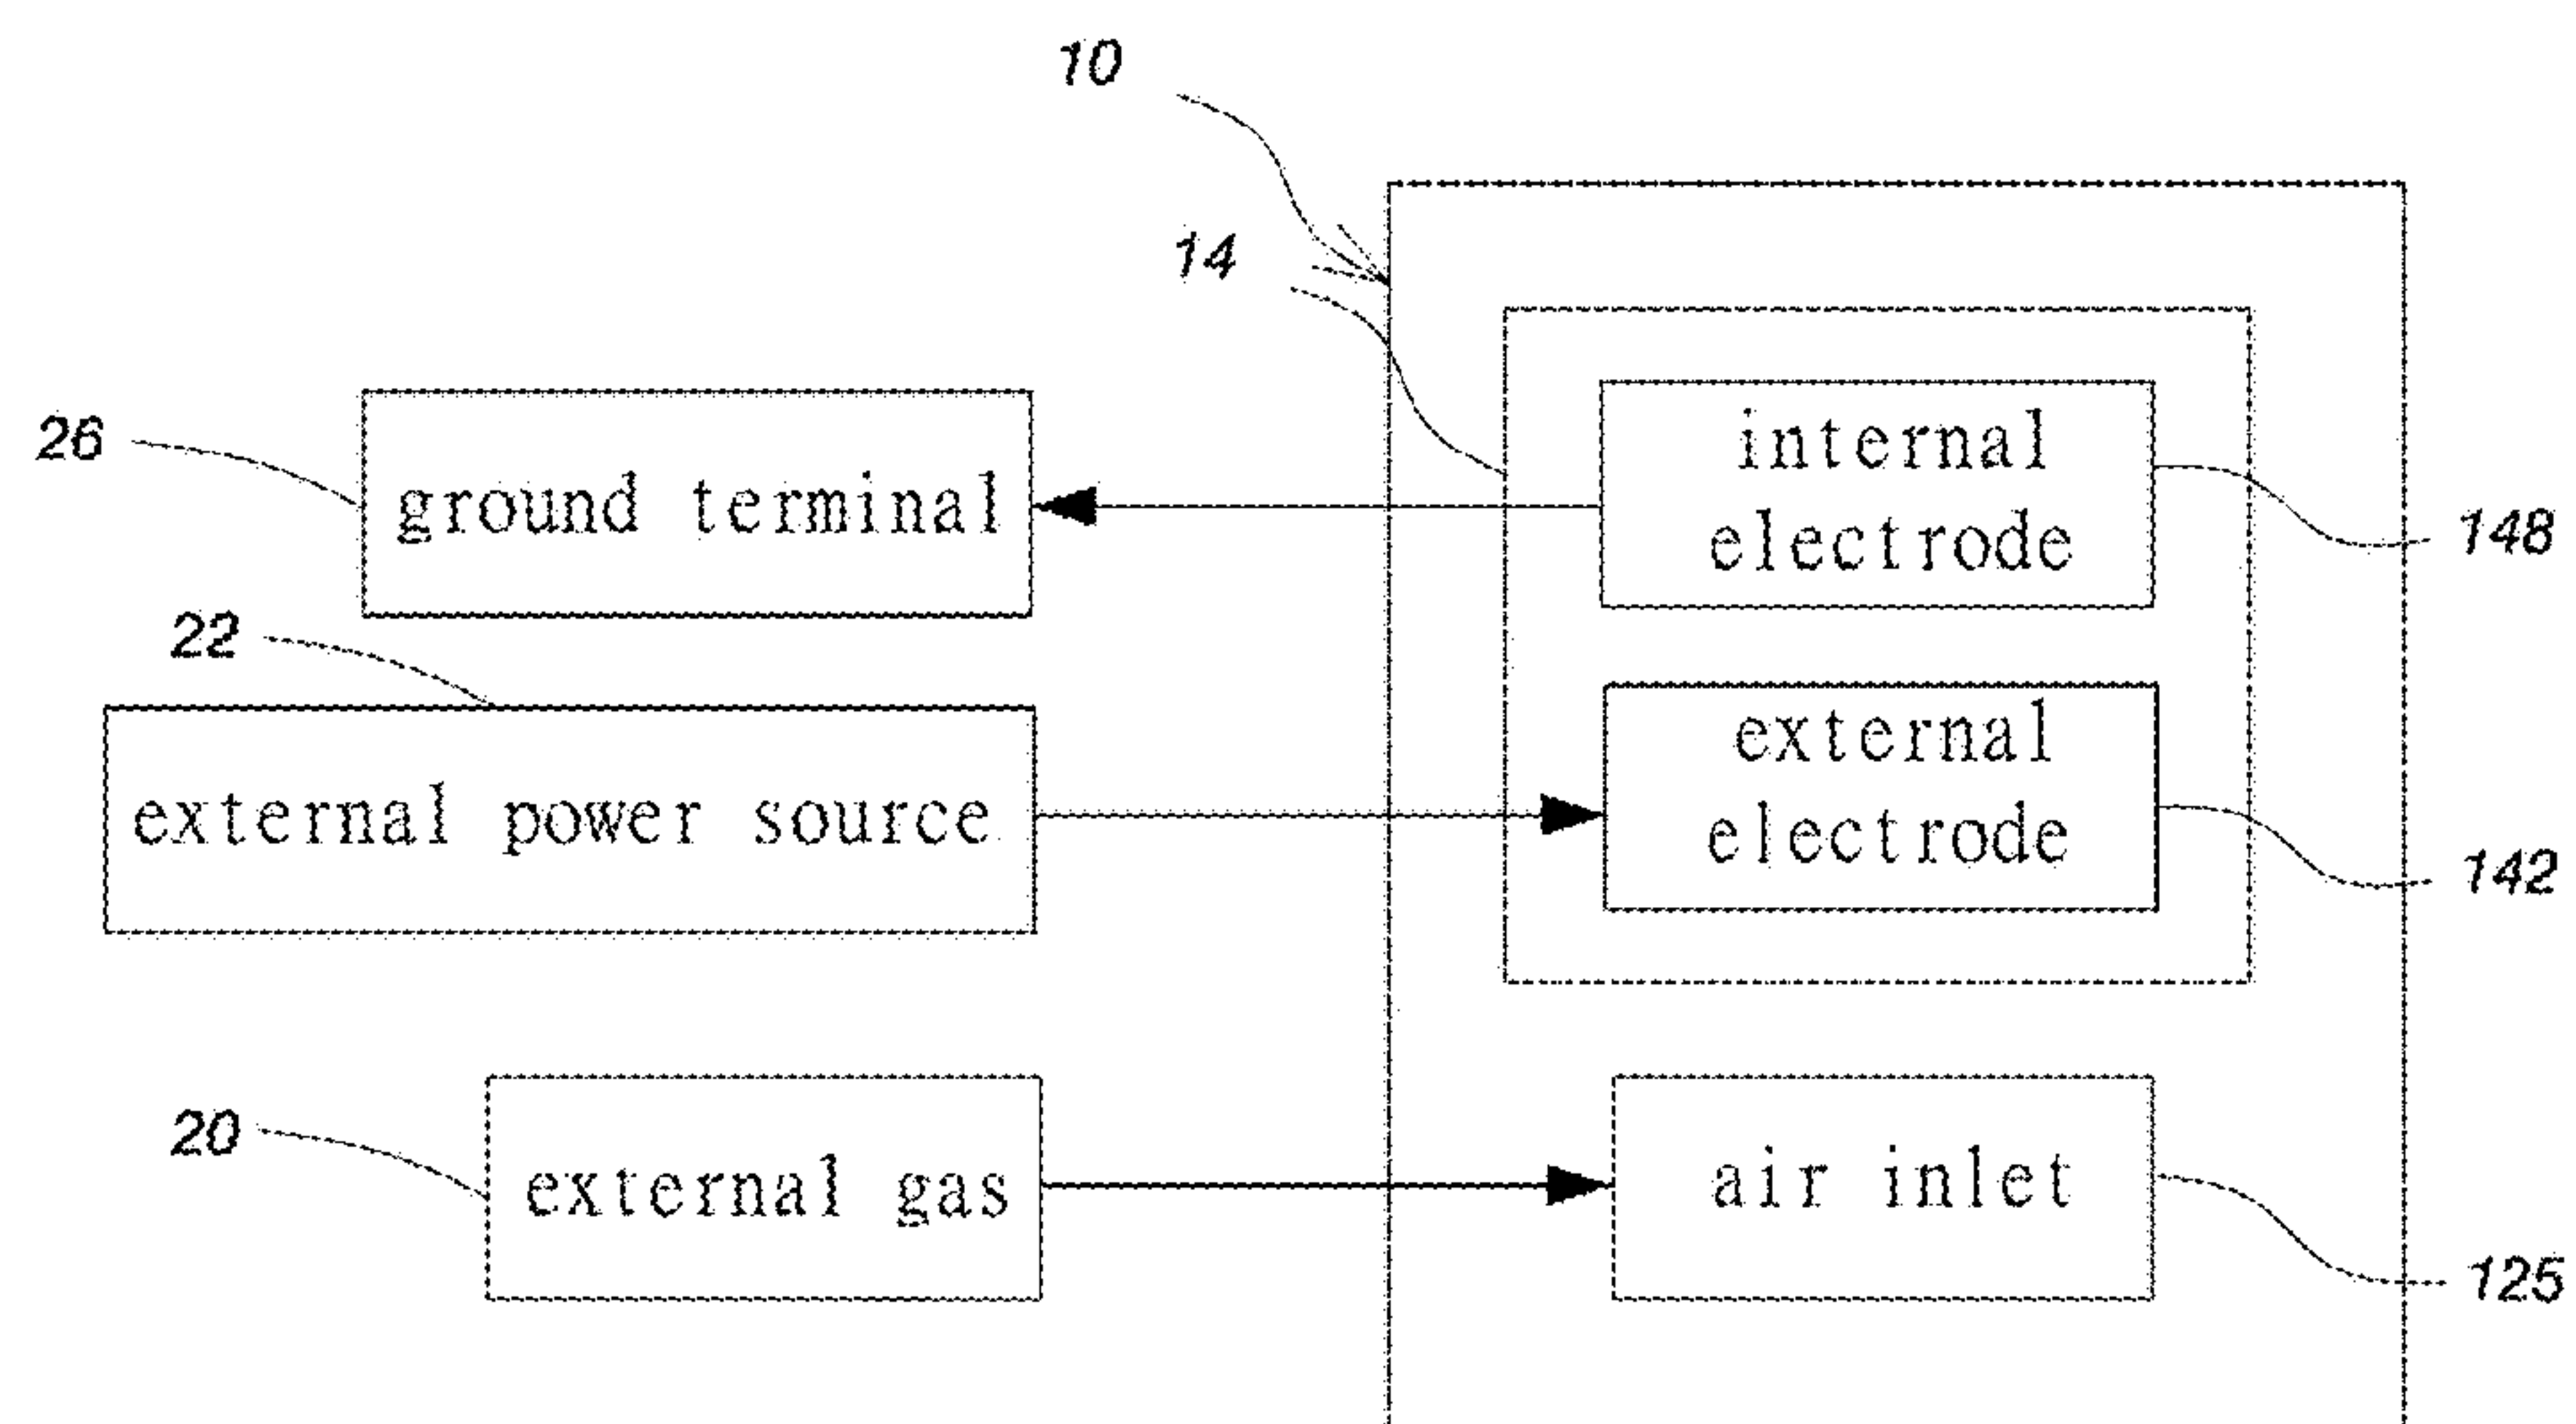 10
14
26
ground terminal
internal
electrode
148
22
external power source
external
electrode
142
20
external gas
air inlet
125